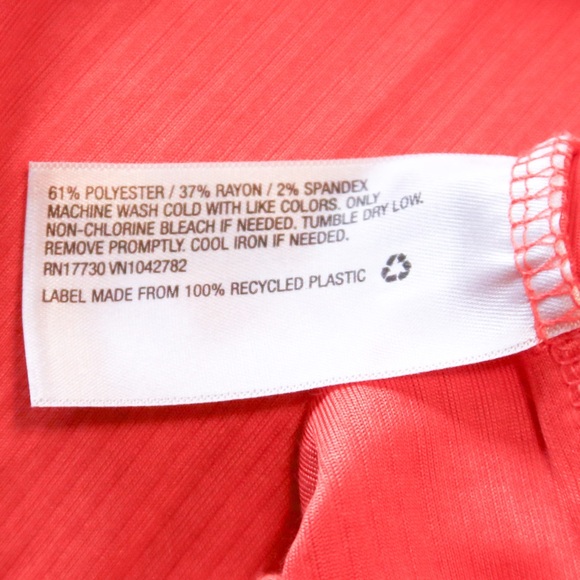 61% POLYESTER / 37% RAYON / 2% SPANDEX
MACHINE WASH COLD WITH LIKE COLORS. ONLY
NON-CHLORINE BLEACH IF NEEDED. TUMBLE DRY LOW.
REMOVE PROMPTLY. COOL IRON IF NEEDED.
RN17730 VN1042782
LABEL MADE FROM 100% RECYCLED PLASTIC